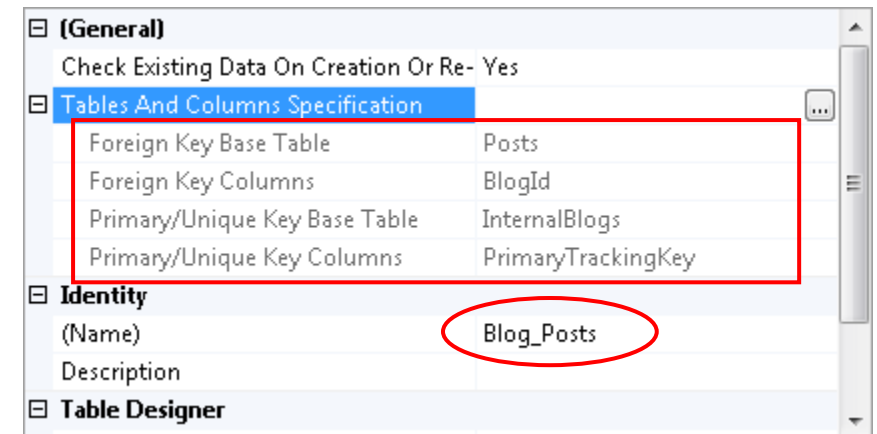 (General)
Check Existing Data On Creation Or Re- Yes
Tables And Columns Specification ...
Foreign Key Base Table Posts
Foreign Key Columns BlogId
Primary/Unique Key Base Table InternalBlogs
Primary/Unique Key Columns PrimaryTrackingKey
Identity
(Name) Blog_Posts
Description
Table Designer